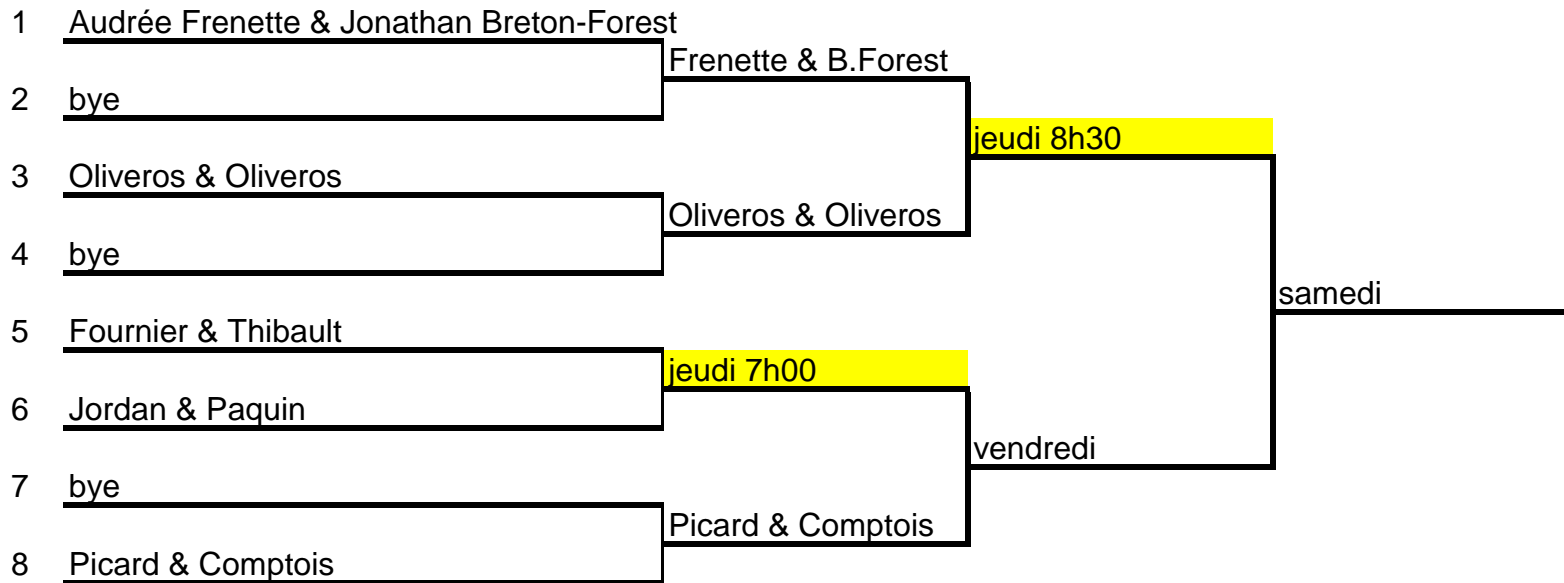 1 Audrée Frenette & Jonathan Breton-Forest
Frenette & B.Forest
2 bye
jeudi 8h30
3 Oliveros & Oliveros
Oliveros & Oliveros
4 bye
samedi
5 Fournier & Thibault
jeudi 7h00
6 Jordan & Paquin
vendredi
7 bye
Picard & Comptois
8 Picard & Comptois